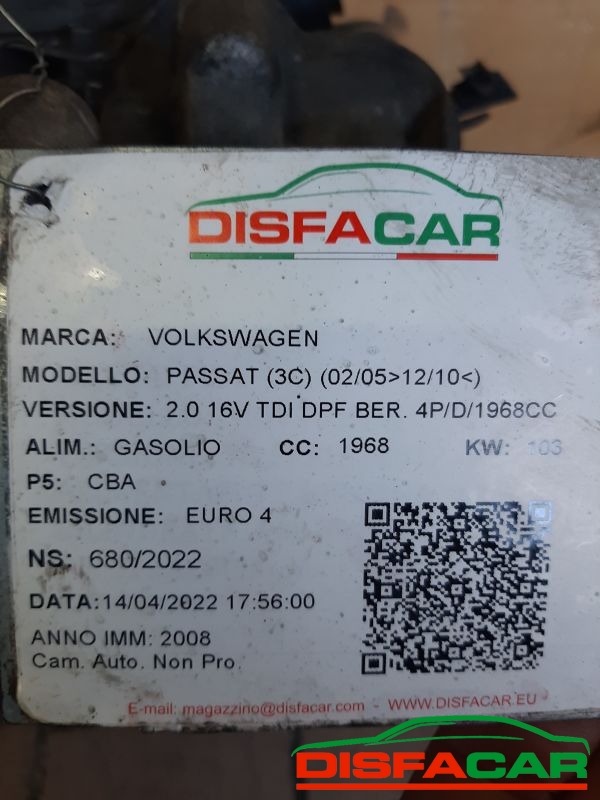 DISFACAR
MARCA: VOLKSWAGEN
MODELLO: PASSAT (3C) (02/05>12/10<)
VERSIONE: 2.0 16V TDI DPF BER. 4P/D/1968CC
ALIM.: GASOLIO CC: 1968 KW: 103
P5: CBA
EMISSIONE: EURO 4
NS: 680/2022
DATA:14/04/2022 17:56:00
ANNO IMM: 2008
Cam. Auto. Non Pro.
E-mail: magazzino@disfacar.com - WWW.DISFACAR.EU
DISFACAR